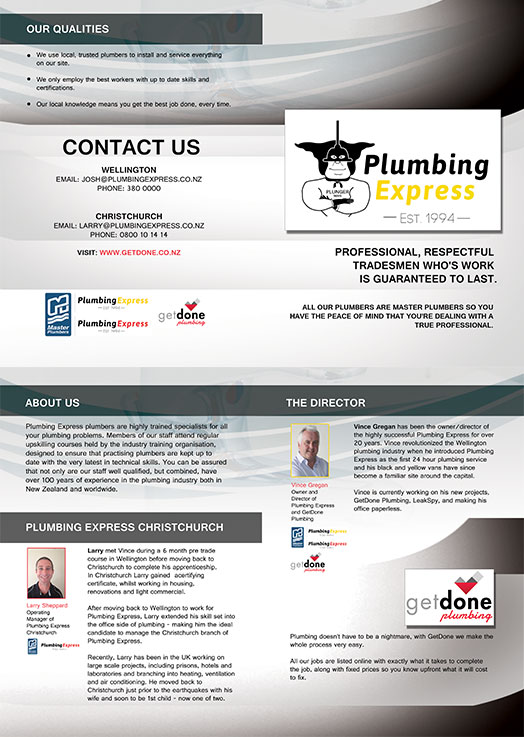 OUR QUALITIES
We use local, trusted plumbers to install and service everything
on our site.
We only employ the best workers with up to date skills and
certifications.
Our local knowledge means you get the best job done, every time.
CONTACT US
WELLINGTON
EMAIL: JOSH@PLUMBINGEXPRESS.CO.NZ
PHONE: 380 0000
CHRISTCHURCH
EMAIL: LARRY@PLUMBINGEXPRESS.CO.NZ
PHONE: 0800 10 14 14
VISIT: WWW.GETDONE.CO.NZ
Master
Plumbers
Plumbing Express
EST. 1994
Plumbing Express
EST. 1994
getdone
plumbing
PLUNGER
Plumbing
Express
EST. 1994
PROFESSIONAL, RESPECTFUL
TRADESMEN WHO'S WORK
IS GUARANTEED TO LAST.
ALL OUR PLUMBERS ARE MASTER PLUMBERS SO YOU
HAVE THE PEACE OF MIND THAT YOU'RE DEALING WITH A
TRUE PROFESSIONAL.
ABOUT US
Plumbing Express plumbers are highly trained specialists for all
your plumbing problems. Members of our staff attend regular
upskilling courses held by the industry training organisation,
designed to ensure that practising plumbers are kept up to
date with the very latest in technical skills. You can be assured
that not only are our staff well qualified, but combined, have
over 100 years of experience in the plumbing industry both in
New Zealand and worldwide.
PLUMBING EXPRESS CHRISTCHURCH
Larry Sheppard
Operating
Manager of
Plumbing Express
Christchurch
Plumbing Express
Larry met Vince during a 6 month pre trade
course in Wellington before moving back to
Christchurch to complete his apprenticeship.
In Christchurch Larry gained acertifying
certificate, whilst working in housing,
renovations and light commercial.
After moving back to Wellington to work for
Plumbing Express, Larry extended his skill set into
the office side of plumbing - making him the ideal
candidate to manage the Christchurch branch of
Plumbing Express.
Recently, Larry has been in the UK working on
large scale projects, including prisons, hotels and
laboratories and branching into heating, ventilation
and air conditioning. He moved back to
Christchurch just prior to the earthquakes with his
wife and soon to be 1st child - now one of two.
THE DIRECTOR
Vince Gregan
Owner and
Director of
Plumbing Express
and GetDone
Plumbing
Plumbing Express
Plumbing Express
getdone
plumbing
Vince Gregan has been the owner/director of
the highly successful Plumbing Express for over
20 years. Vince revolutionized the Wellington
plumbing industry when he introduced Plumbing
Express as the first 24 hour plumbing service
and his black and yellow vans have since
become a familiar site around the capital.
Vince is currently working on his new projects,
GetDone Plumbing, LeakSpy, and making his
office paperless.
getdone
plumbing
Plumbing doesn't have to be a nightmare, with GetDone we make the
whole process very easy.
All our jobs are listed online with exactly what it takes to complete
the job, along with fixed prices so you know upfront what it will cost
to fix.